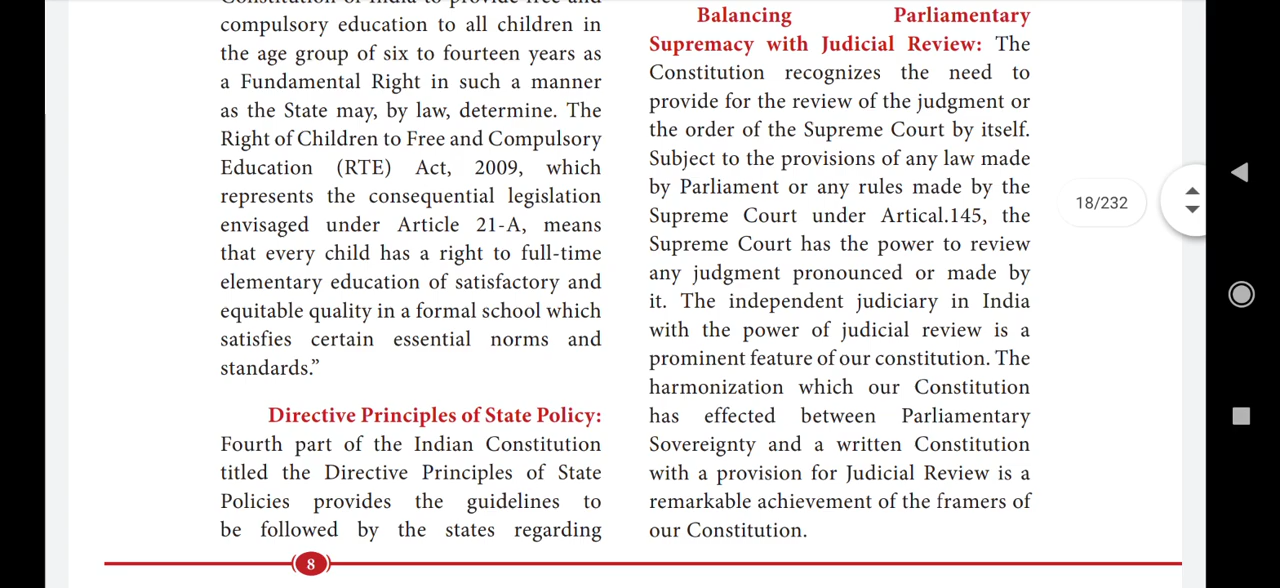 Constitution of India to provide free and
compulsory education to all children in
the age group of six to fourteen years as
a Fundamental Right in such a manner
as the State may, by law, determine. The
Right of Children to Free and Compulsory
Education (RTE) Act, 2009, which
represents the consequential legislation
envisaged under Article 21-A, means
that every child has a right to full-time
elementary education of satisfactory and
equitable quality in a formal school which
satisfies certain essential norms and
standards.”
Directive Principles of State Policy:
Fourth part of the Indian Constitution
titled the Directive Principles of State
Policies provides the guidelines to
be followed by the states regarding
Balancing Parliamentary
Supremacy with Judicial Review: The
Constitution recognizes the need to
provide for the review of the judgment or
the order of the Supreme Court by itself.
Subject to the provisions of any law made
by Parliament or any rules made by the
Supreme Court under Artical.145, the
Supreme Court has the power to review
any judgment pronounced or made by
it. The independent judiciary in India
with the power of judicial review is a
prominent feature of our constitution. The
harmonization which our Constitution
has effected between Parliamentary
Sovereignty and a written Constitution
with a provision for Judicial Review is a
remarkable achievement of the framers of
our Constitution.
18/232
8